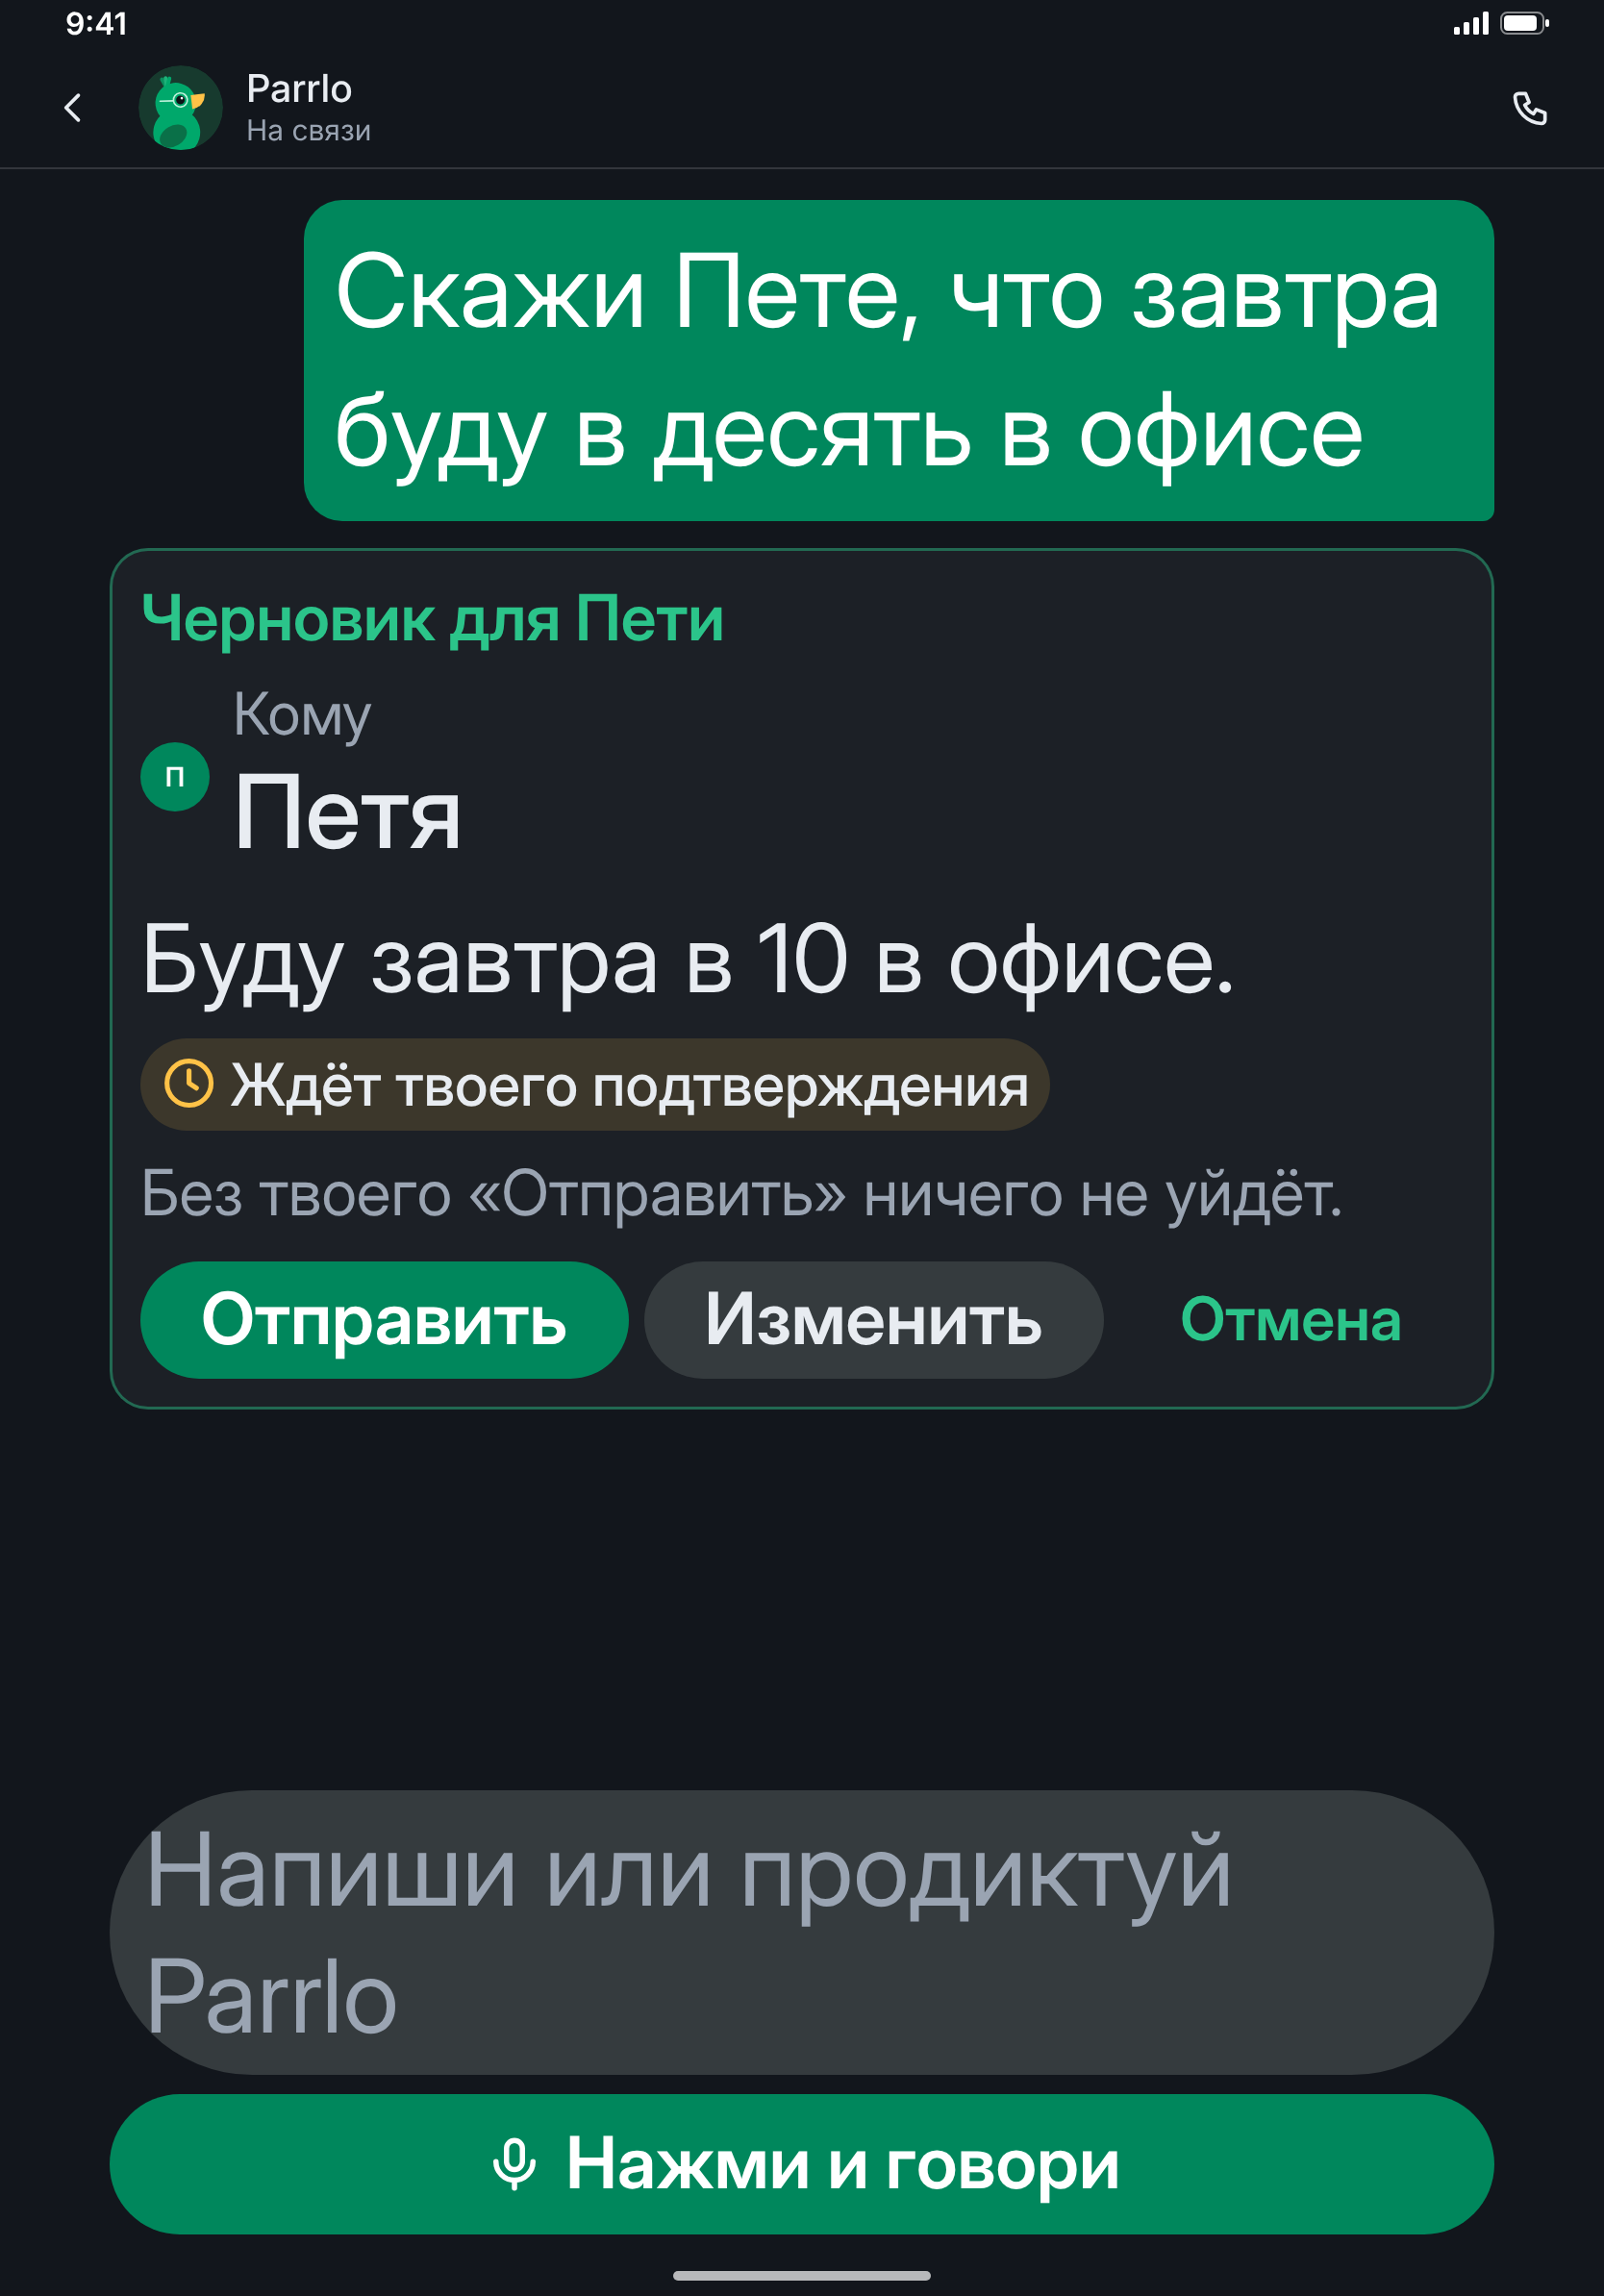 9:41
Parrlo
На связи
Скажи Пете, что завтра
буду в десять в офисе
Черновик для Пети
Кому
П
Петя
Буду завтра в 10 в офисе.
Ждёт твоего подтверждения
Без твоего «Отправить» ничего не уйдёт.
Отправить Изменить Отмена
Напиши или продиктуй
Parrlo
Нажми и говори